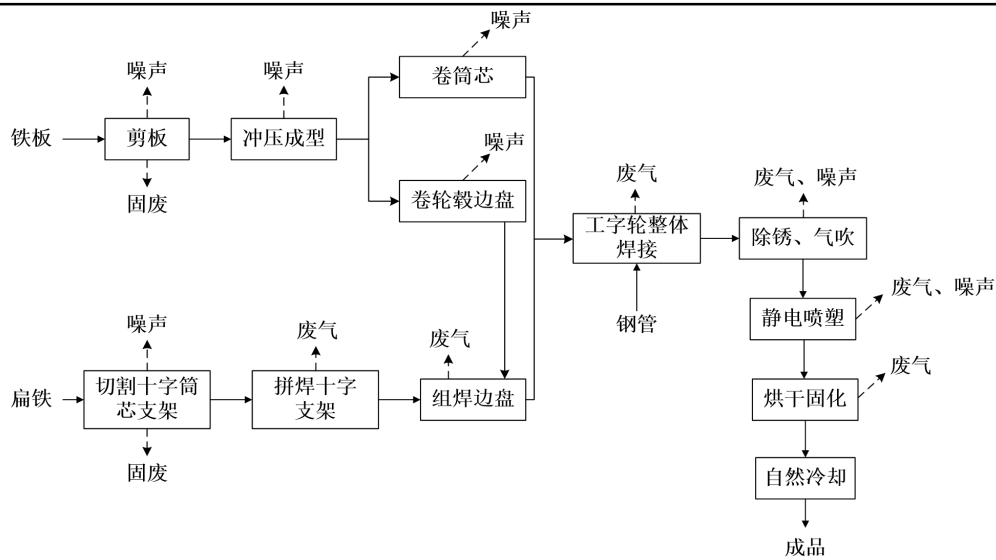 噪声
噪声
噪声
卷筒芯
铁板
剪板
冲压成型
噪声
固废
卷轮毂边盘
废气
废气、噪声
工字轮整体
焊接
除锈、气吹
钢管
废气、噪声
静电喷塑
噪声
废气
废气
废气
扁铁
切割十字筒
芯支架
拼焊十字
支架
组焊边盘
烘干固化
固废
自然冷却
成品